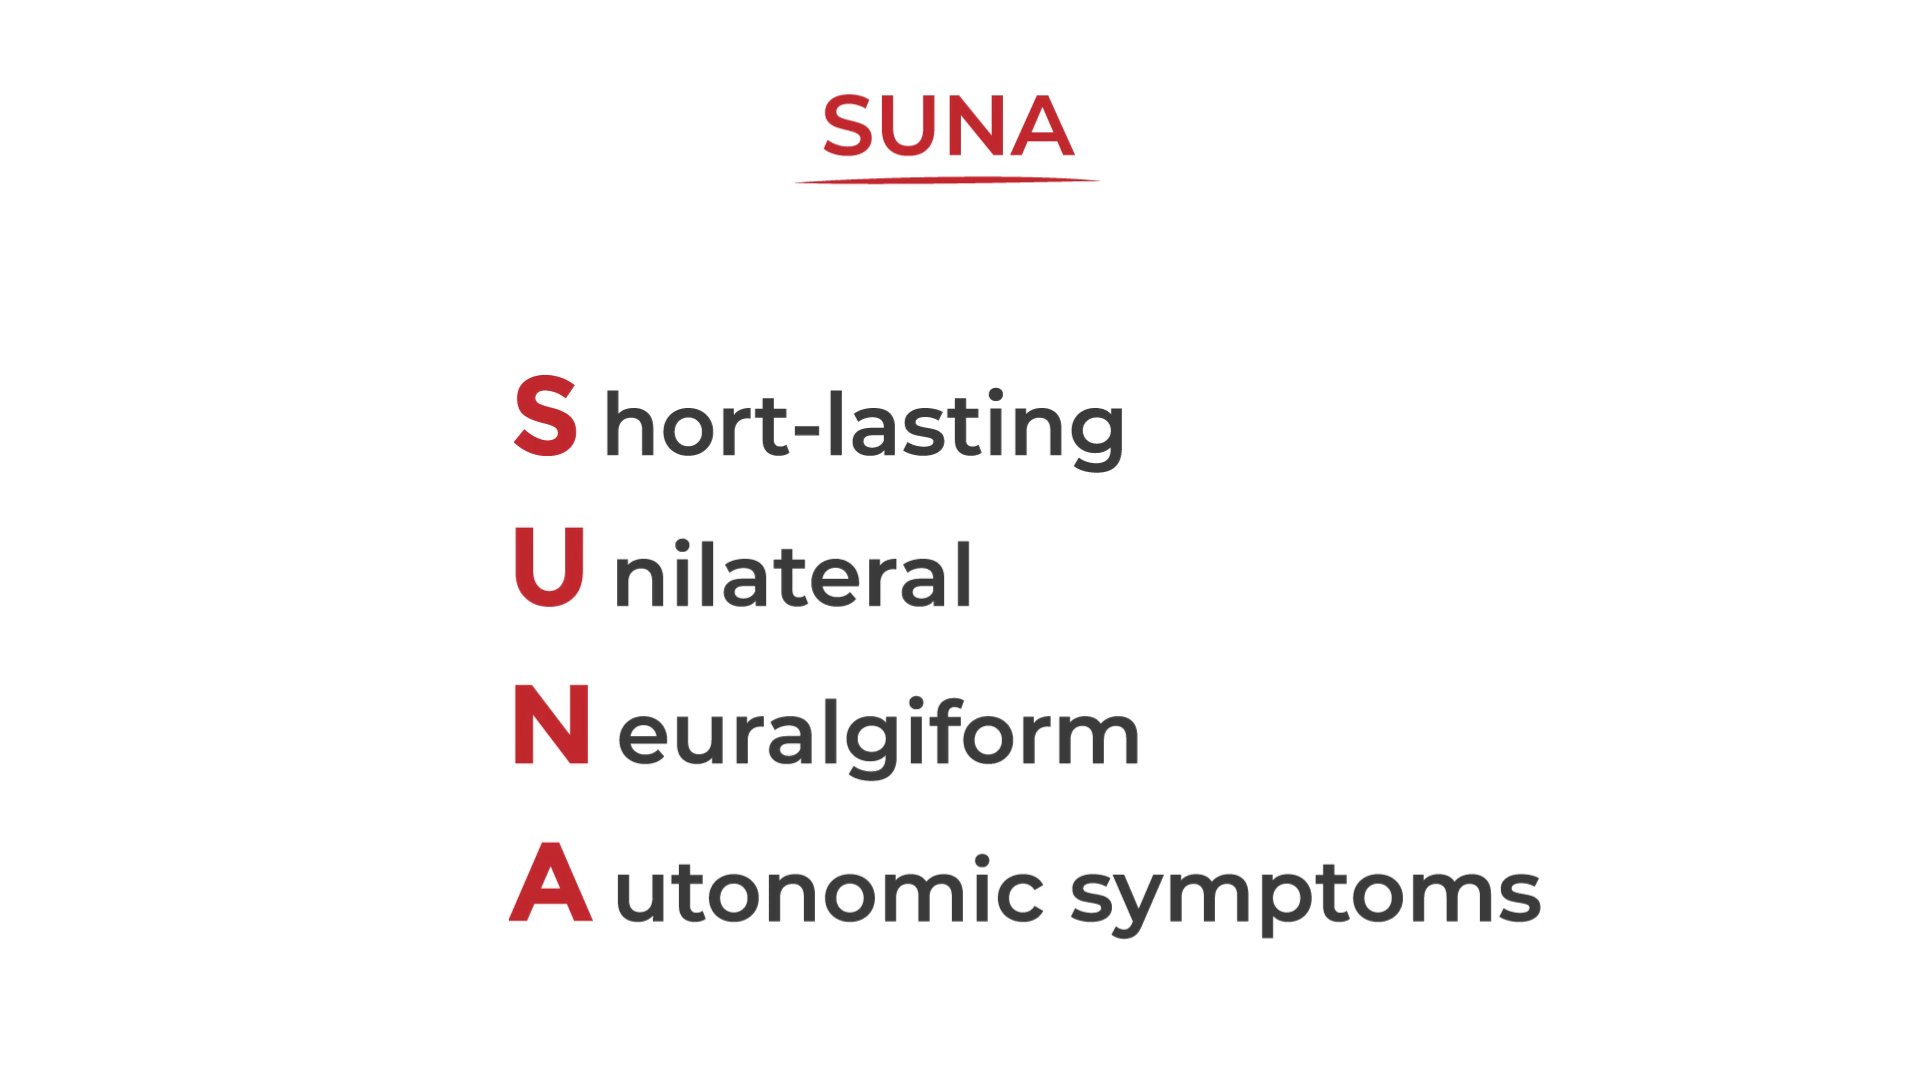 SUNA
Short-lasting
Unilateral
Neuralgiform
Autonomic symptoms